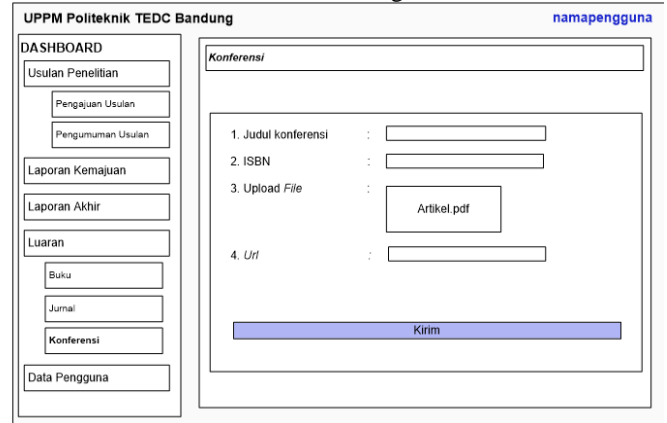 UPPM Politeknik TEDC Bandung
namapengguna
DASHBOARD
Usulan Penelitian
Pengajuan Usulan
Pengumuman Usulan
Laporan Kemajuan
Laporan Akhir
Luaran
Buku
Jurnal
Konferensi
Data Pengguna
Konferensi
1. Judul konferensi :
2. ISBN :
3. Upload File :
Artikel.pdf
4. Url :
Kirim